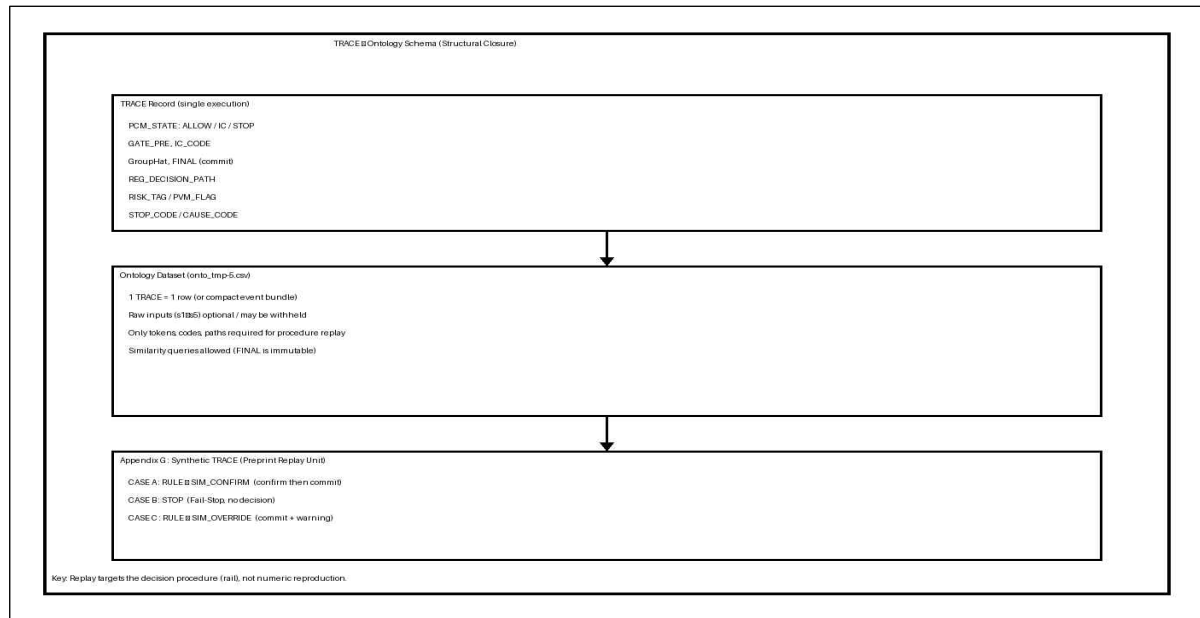 TRACE ▯ Ontology Schema (Structural Closure)
TRACE Record (single execution)
PCM_STATE: ALLOW / IC / STOP
GATE_PRE, IC_CODE
GroupHat, FINAL (commit)
REG_DECISION_PATH
RISK_TAG / PVM_FLAG
STOP_CODE / CAUSE_CODE
Ontology Dataset (onto_tmp-5.csv)
1 TRACE = 1 row (or compact event bundle)
Raw inputs (s1▯s5) optional / may be withheld
Only tokens, codes, paths required for procedure replay
Similarity queries allowed (FINAL is immutable)
Appendix G : Synthetic TRACE (Preprint Replay Unit)
CASE A: RULE ▯ SIM_CONFIRM (confirm then commit)
CASE B: STOP (Fail-Stop, no decision)
CASE C : RULE ▯ SIM_OVERRIDE (commit + warning)
Key: Replay targets the decision procedure (rail), not numeric reproduction.